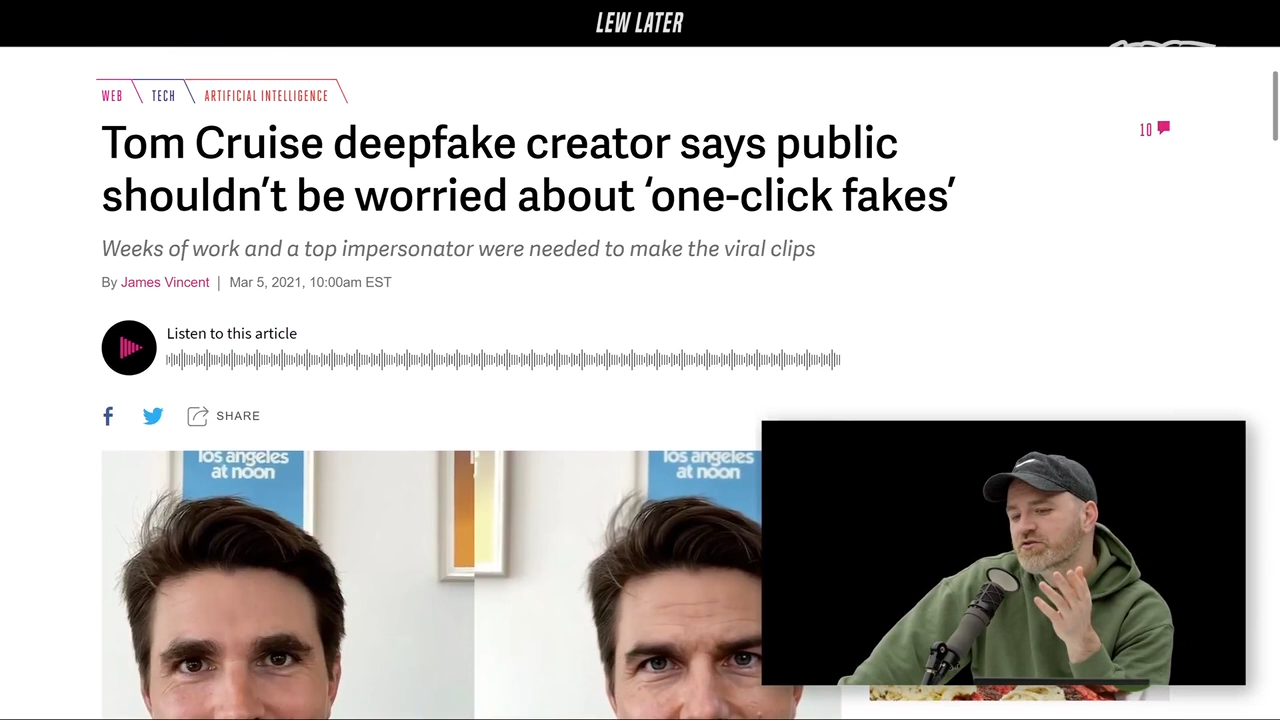 LEW LATER
WEB
TECH
ARTIFICIAL INTELLIGENCE
Tom Cruise deepfake creator says public
shouldn’t be worried about ‘one-click fakes’
10
Weeks of work and a top impersonator were needed to make the viral clips
By James Vincent | Mar 5, 2021, 10:00am EST
Listen to this article
SHARE
los angeles
at noon
los angeles
at noon